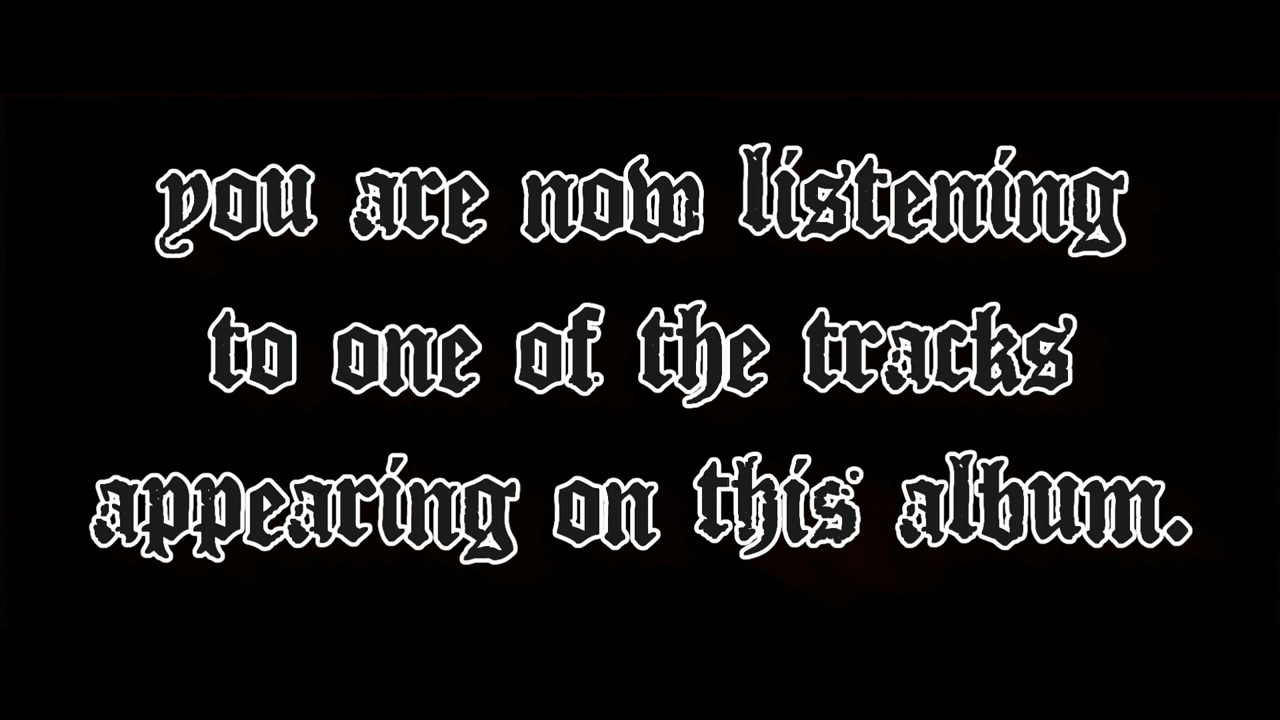 you are now listening
to one of the tracks
appearing on this album.